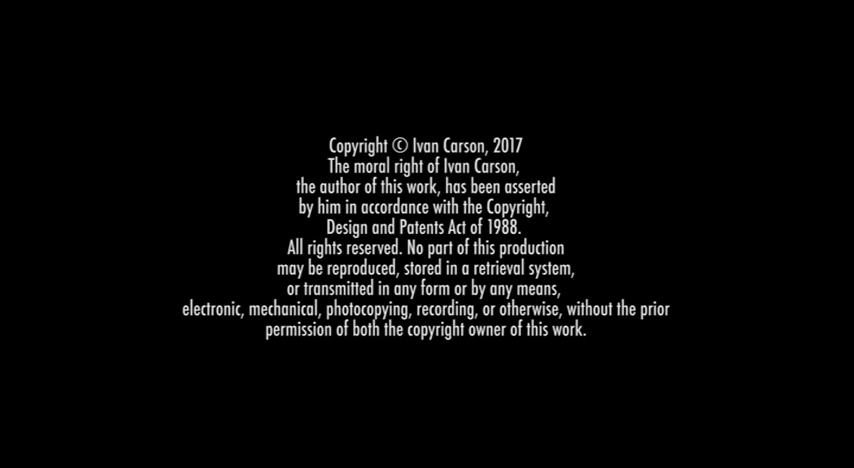 Copyright © Ivan Carson, 2017
The moral right of Ivan Carson,
the author of this work, has been asserted
by him in accordance with the Copyright,
Design and Patents Act of 1988.
All rights reserved. No part of this production
may be reproduced, stored in a retrieval system,
or transmitted in any form or by any means,
electronic, mechanical, photocopying, recording, or otherwise, without the prior
permission of both the copyright owner of this work.